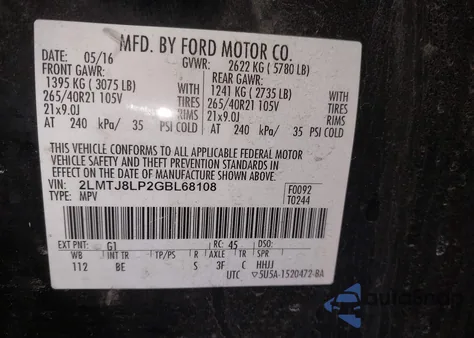 MFD. BY FORD MOTOR CO.
DATE: 05/16 GVWR: 2622 KG ( 5780 LB)
FRONT GAWR: REAR GAWR:
1395 KG ( 3075 LB) 1241 KG ( 2735 LB)
265/40R21 105V TIRES 265/40R21 105V TIRES
21x9.0J RIMS 21x9.0J RIMS
AT 240 kPa/ 35 PSI COLD AT 240 kPa/ 35 PSI COLD
THIS VEHICLE CONFORMS TO ALL APPLICABLE FEDERAL MOTOR
VEHICLE SAFETY AND THEFT PREVENTION STANDARDS IN
EFFECT ON THE DATE OF MANUFACTURE SHOWN ABOVE.
VIN: 2LMTJ8LP2GBL68108 F0092
TYPE: MPV T0244
EXT PNT: G1 RC: 45 DSO:
WB INT TR TP/PS R AXLE TR SPR
112 BE S 3F C HHJJ
UTC ▽5U5A-1520472-BA
autosnap